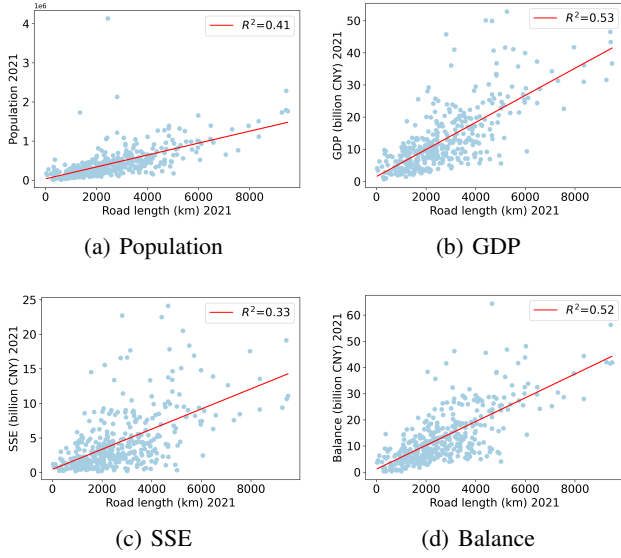 1e6
R²=0.41
4
3
2
1
0
Population 2021
0 2000 4000 6000 8000
Road length (km) 2021
(a) Population
R²=0.53
50
40
30
20
10
0
GDP (billion CNY) 2021
0 2000 4000 6000 8000
Road length (km) 2021
(b) GDP
R²=0.33
25
20
15
10
5
0
SSE (billion CNY) 2021
0 2000 4000 6000 8000
Road length (km) 2021
(c) SSE
R²=0.52
60
50
40
30
20
10
0
Balance (billion CNY) 2021
0 2000 4000 6000 8000
Road length (km) 2021
(d) Balance